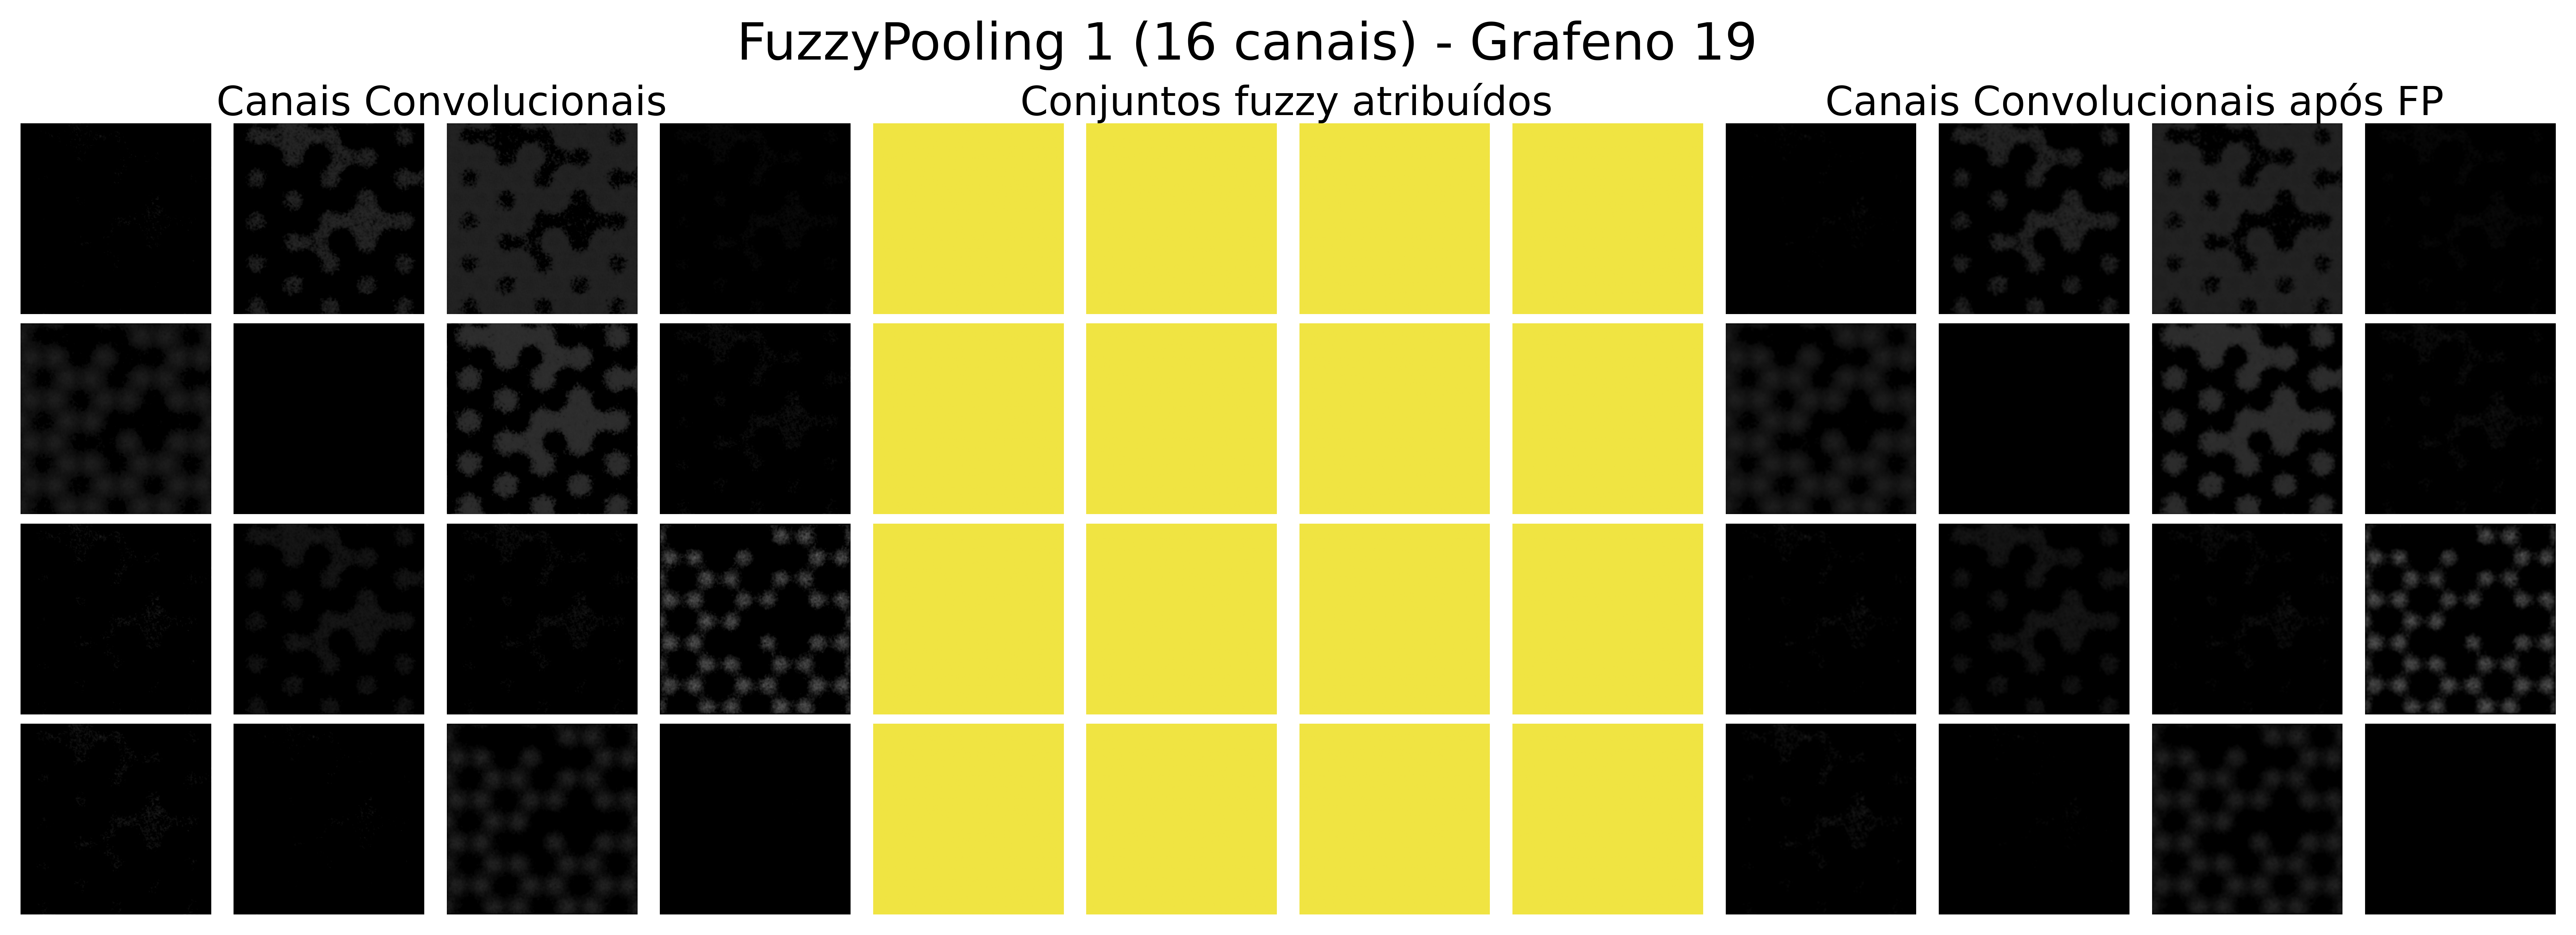 FuzzyPooling 1 (16 canais) - Grafeno 19
Canais Convolucionais
Conjuntos fuzzy atribuídos
Canais Convolucionais após FP